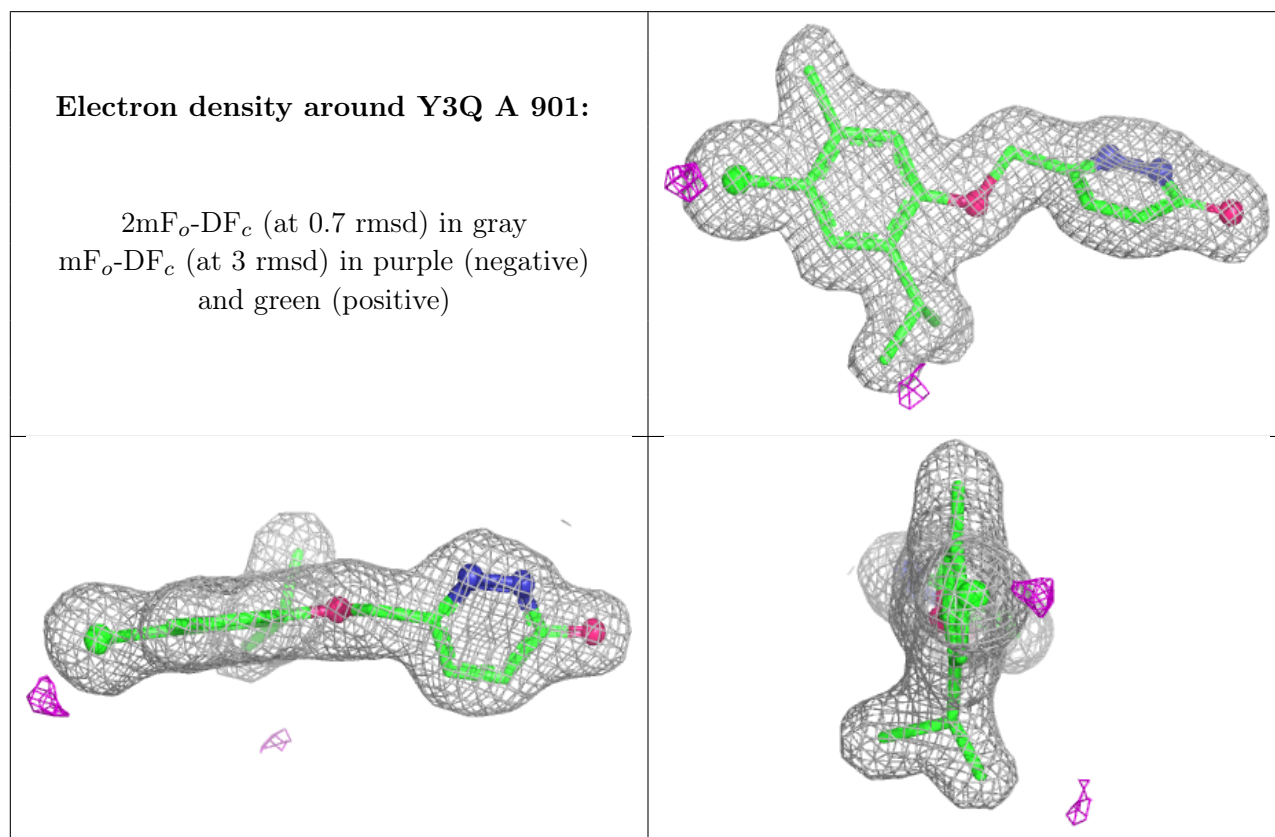 Electron density around Y3Q A 901:
2mFo-DFc (at 0.7 rmsd) in gray
mFo-DFc (at 3 rmsd) in purple (negative)
and green (positive)